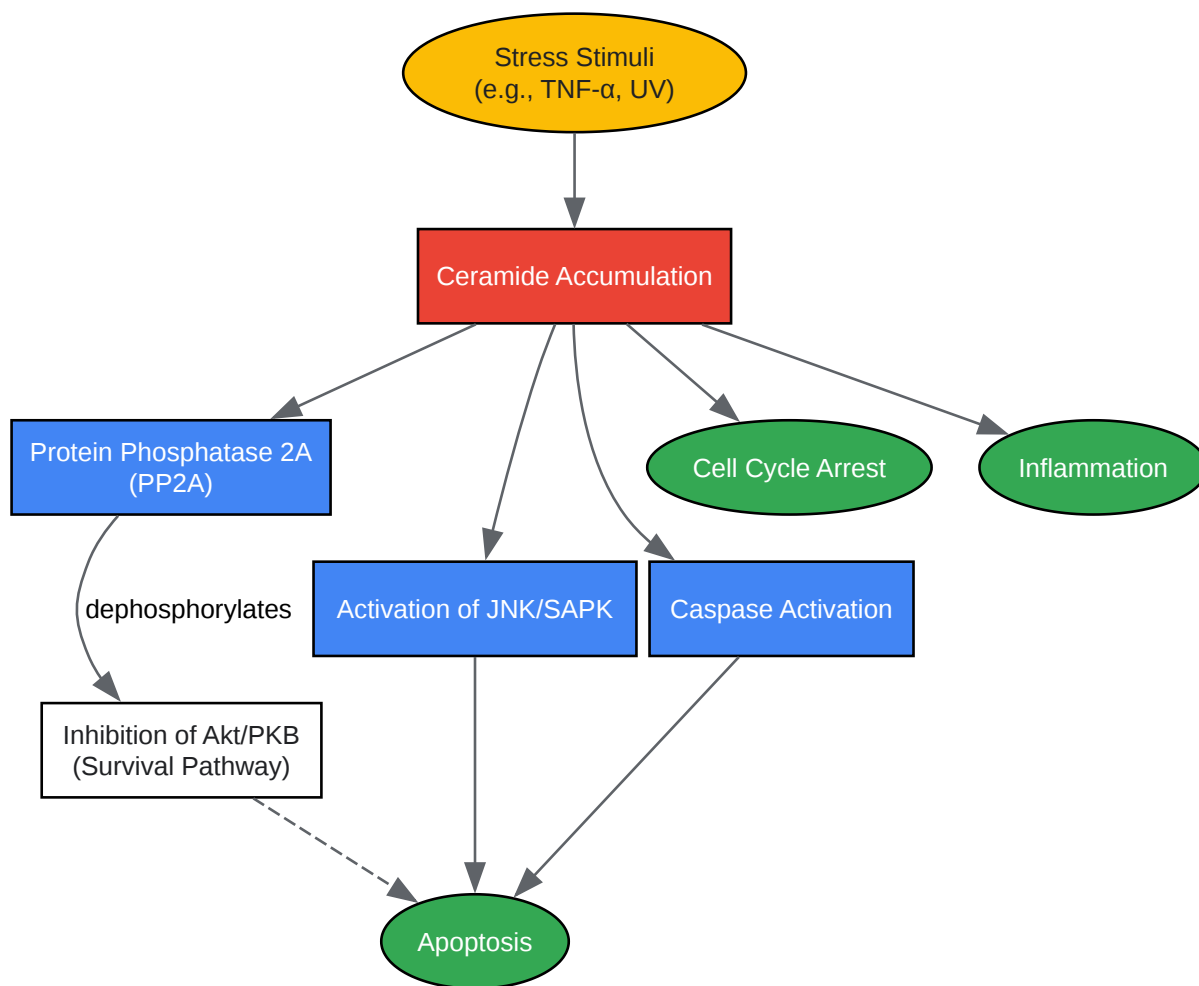 Stress Stimuli
(e.g., TNF-α, UV)
Ceramide Accumulation
Protein Phosphatase 2A
(PP2A)
Cell Cycle Arrest
Inflammation
dephosphorylates
Activation of JNK/SAPK
Caspase Activation
Inhibition of Akt/PKB
(Survival Pathway)
Apoptosis